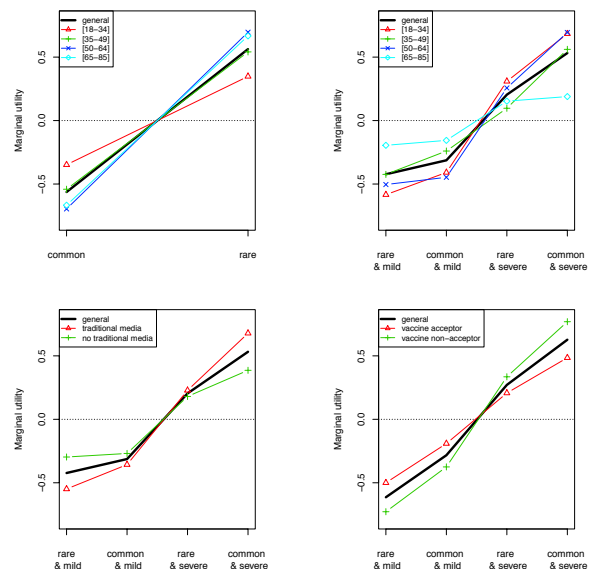 general
[18−34]
[35−49]
[50−64]
[65−85]
Marginal utility
0.5
0.0
−0.5
common
rare
general
[18−34]
[35−49]
[50−64]
[65−85]
Marginal utility
0.5
0.0
−0.5
rare
& mild
common
& mild
rare
& severe
common
& severe
general
traditional media
no traditional media
Marginal utility
0.5
0.0
−0.5
rare
& mild
common
& mild
rare
& severe
common
& severe
general
vaccine acceptor
vaccine non−acceptor
Marginal utility
0.5
0.0
−0.5
rare
& mild
common
& mild
rare
& severe
common
& severe